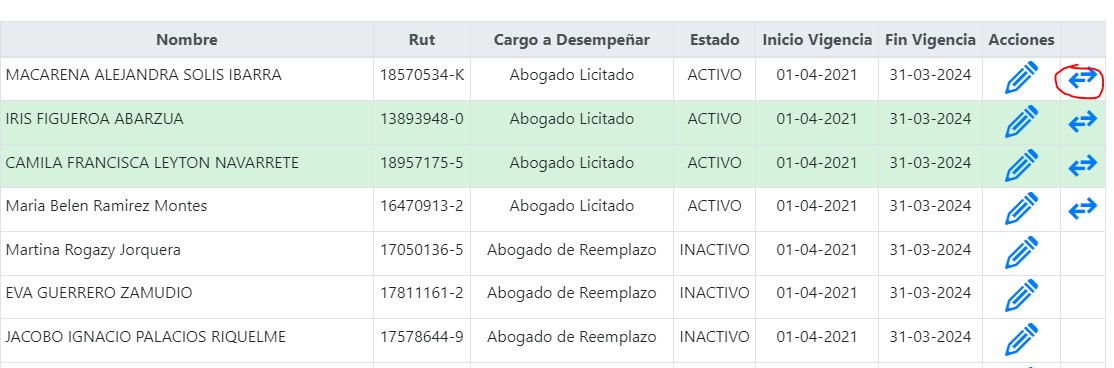 Nombre Rut Cargo a Desempeñar Estado Inicio Vigencia Fin Vigencia Acciones
MACARENA ALEJANDRA SOLIS IBARRA 18570534-K Abogado Licitado ACTIVO 01-04-2021 31-03-2024
IRIS FIGUEROA ABARZUA 13893948-0 Abogado Licitado ACTIVO 01-04-2021 31-03-2024
CAMILA FRANCISCA LEYTON NAVARRETE 18957175-5 Abogado Licitado ACTIVO 01-04-2021 31-03-2024
Maria Belen Ramirez Montes 16470913-2 Abogado Licitado ACTIVO 01-04-2021 31-03-2024
Martina Rogazy Jorquera 17050136-5 Abogado de Reemplazo INACTIVO 01-04-2021 31-03-2024
EVA GUERRERO ZAMUDIO 17811161-2 Abogado de Reemplazo INACTIVO 01-04-2021 31-03-2024
JACOBO IGNACIO PALACIOS RIQUELME 17578644-9 Abogado de Reemplazo INACTIVO 01-04-2021 31-03-2024